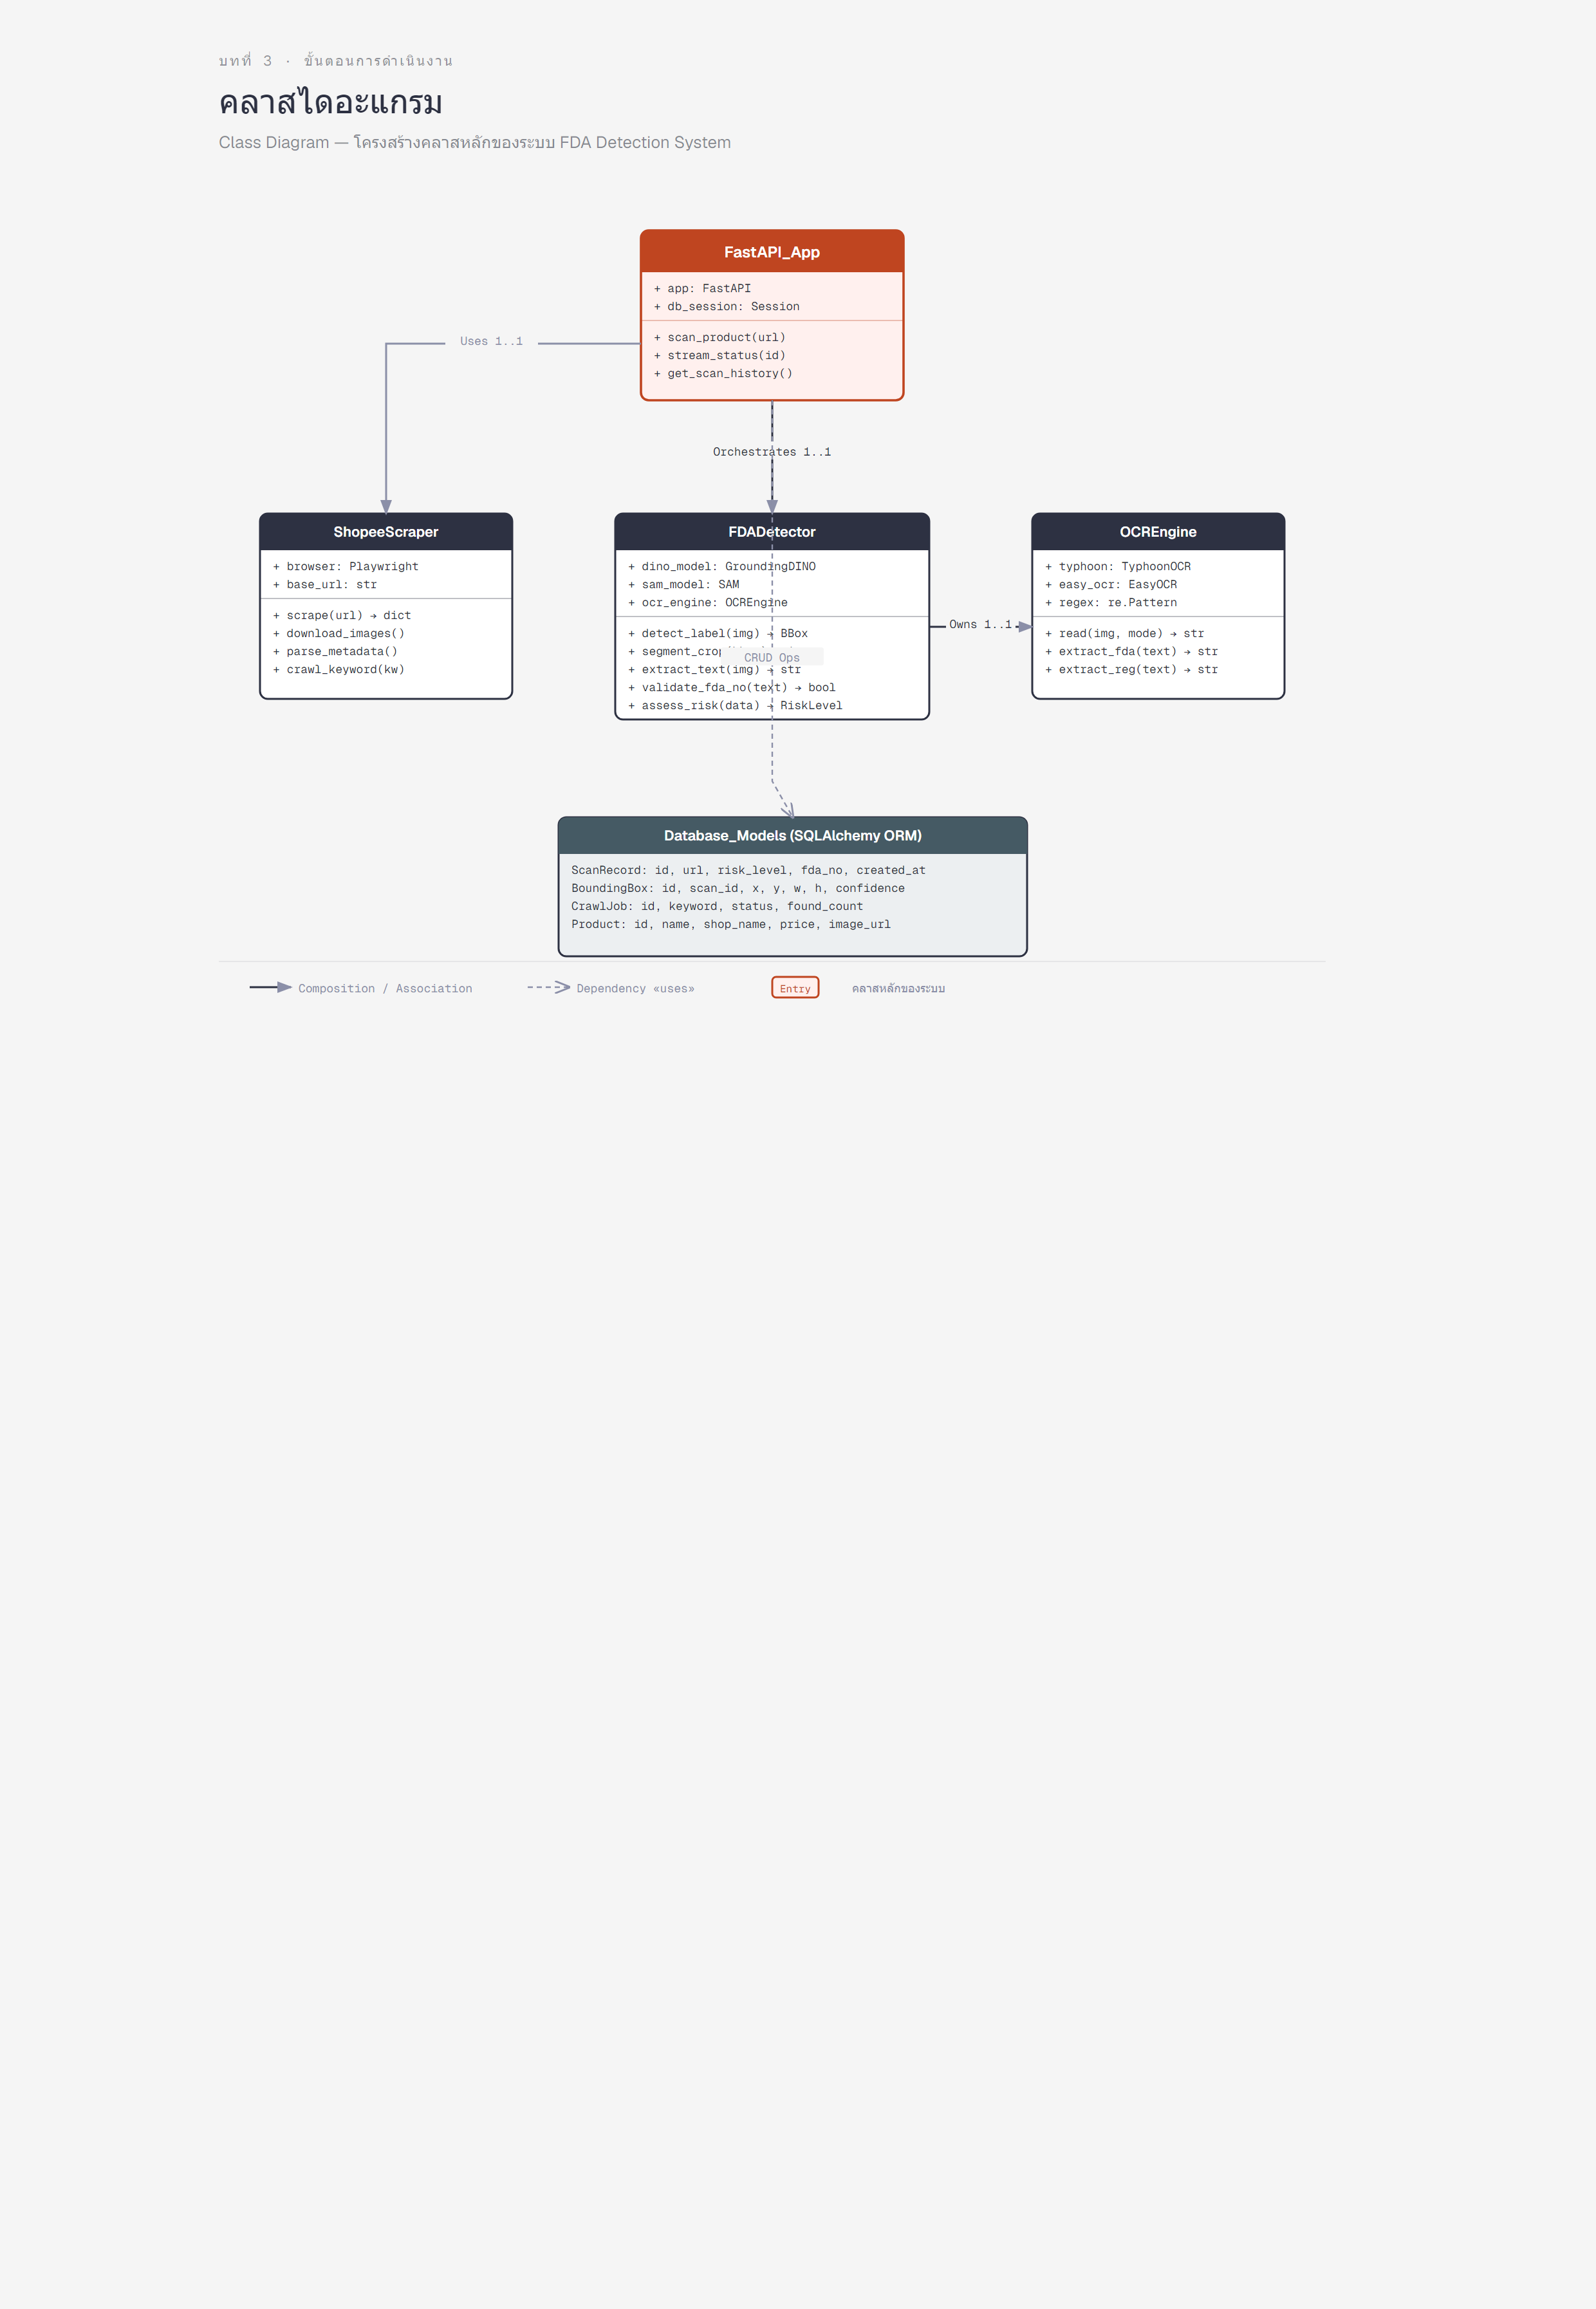 บทที่ 3 · ขั้นตอนการดำเนินงาน
คลาสไดอะแกรม
Class Diagram — โครงสร้างคลาสหลักของระบบ FDA Detection System
FastAPI_App
+ app: FastAPI
+ db_session: Session
+ scan_product(url)
+ stream_status(id)
+ get_scan_history()
Uses 1..1
Orchestrates 1..1
ShopeeScraper
+ browser: Playwright
+ base_url: str
+ scrape(url) → dict
+ download_images()
+ parse_metadata()
+ crawl_keyword(kw)
FDADetector
+ dino_model: GroundingDINO
+ sam_model: SAM
+ ocr_engine: OCREngine
+ detect_label(img) → BBox
+ segment_crop
CRUD Ops
+ extract_text(img) → str
+ validate_fda_no(text) → bool
+ assess_risk(data) → RiskLevel
Owns 1..1
OCREngine
+ typhoon: TyphoonOCR
+ easy_ocr: EasyOCR
+ regex: re.Pattern
+ read(img, mode) → str
+ extract_fda(text) → str
+ extract_reg(text) → str
Database_Models (SQLAlchemy ORM)
ScanRecord: id, url, risk_level, fda_no, created_at
BoundingBox: id, scan_id, x, y, w, h, confidence
CrawlJob: id, keyword, status, found_count
Product: id, name, shop_name, price, image_url
Composition / Association
Dependency «uses»
Entry
คลาสหลักของระบบ